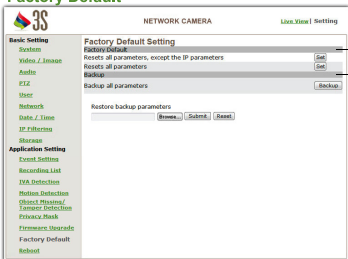 Factory Default
3S
NETWORK CAMERA
Live View | Setting
Basic Setting
System
Video / Image
Audio
PTZ
User
Network
Date / Time
IP Filtering
Storage
Application Setting
Event Setting
Recording List
IVA Detection
Motion Detection
Object Missing/
Tamper Detection
Privacy Mask
Firmware Upgrade
Factory Default
Reboot
Factory Default Setting
Factory Default
Resets all parameters, except the IP parameters Set
Resets all parameters Set
Backup
Backup all parameters Backup
Restore backup parameters
Browse... Submit Reset